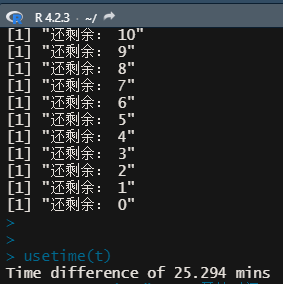 R 4.2.3 · ~/
[1] "还剩余： 10"
[1] "还剩余： 9"
[1] "还剩余： 8"
[1] "还剩余： 7"
[1] "还剩余： 6"
[1] "还剩余： 5"
[1] "还剩余： 4"
[1] "还剩余： 3"
[1] "还剩余： 2"
[1] "还剩余： 1"
[1] "还剩余： 0"
>
>
> usetime(t)
Time difference of 25.294 mins